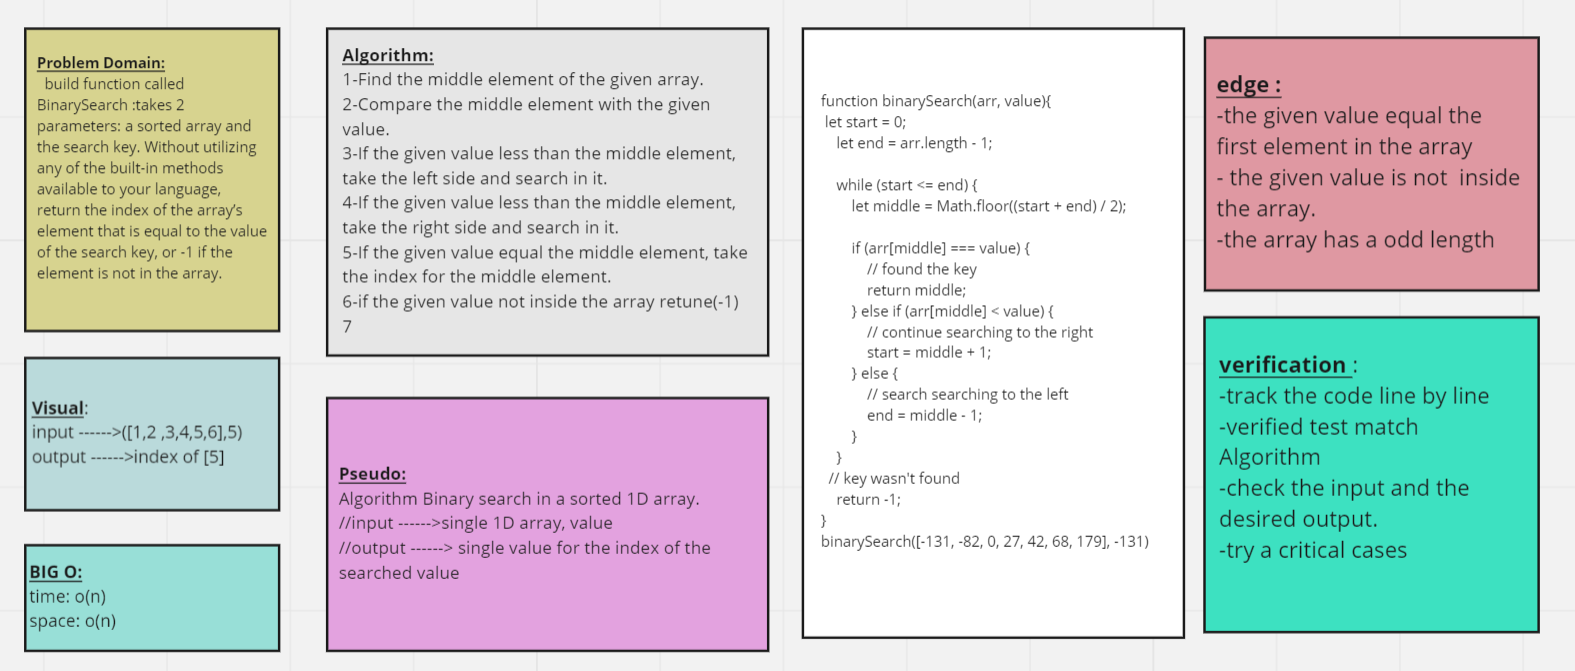 Problem Domain:
build function called
BinarySearch :takes 2
parameters: a sorted array and
the search key. Without utilizing
any of the built-in methods
available to your language,
return the index of the array’s
element that is equal to the value
of the search key, or -1 if the
element is not in the array.
Visual:
input ------>([1,2 ,3,4,5,6],5)
output ------>index of [5]
BIG O:
time: o(n)
space: o(n)
Algorithm:
1-Find the middle element of the given array.
2-Compare the middle element with the given
value.
3-If the given value less than the middle element,
take the left side and search in it.
4-If the given value less than the middle element,
take the right side and search in it.
5-If the given value equal the middle element, take
the index for the middle element.
6-if the given value not inside the array retune(-1)
7
Pseudo:
Algorithm Binary search in a sorted 1D array.
//input ------>single 1D array, value
//output ------> single value for the index of the
searched value
function binarySearch(arr, value){
let start = 0;
let end = arr.length - 1;
while (start <= end) {
let middle = Math.floor((start + end) / 2);
if (arr[middle] === value) {
// found the key
return middle;
} else if (arr[middle] < value) {
// continue searching to the right
start = middle + 1;
} else {
// search searching to the left
end = middle - 1;
}
}
// key wasn't found
return -1;
}
binarySearch([-131, -82, 0, 27, 42, 68, 179], -131)
edge :
-the given value equal the
first element in the array
- the given value is not  inside
the array.
-the array has a odd length
verification :
-track the code line by line
-verified test match
Algorithm
-check the input and the
desired output.
-try a critical cases